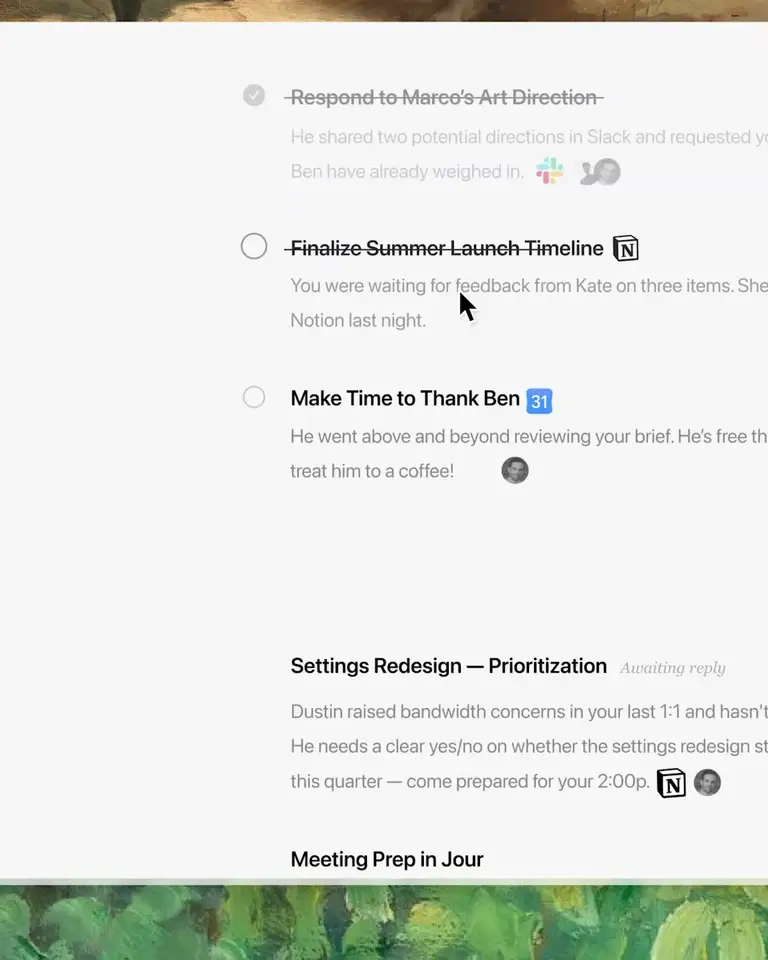 Respond to Marco's Art Direction
He shared two potential directions in Slack and requested
Ben have already weighed in.
Finalize Summer Launch Timeline
You were waiting for feedback from Kate on three items. She
Notion last night.
Make Time to Thank Ben 31
He went above and beyond reviewing your brief. He's free
treat him to a coffee!
Settings Redesign — Prioritization Awaiting reply
Dustin raised bandwidth concerns in your last 1:1 and hasn't
He needs a clear yes/no on whether the settings redesign
this quarter — come prepared for your 2:00p.
Meeting Prep in Jour